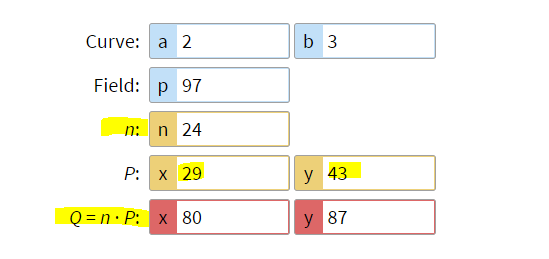 Curve: a 2 b 3
Field: p 97
n: n 24
P: x 29 y 43
Q = n · P: x 80 y 87